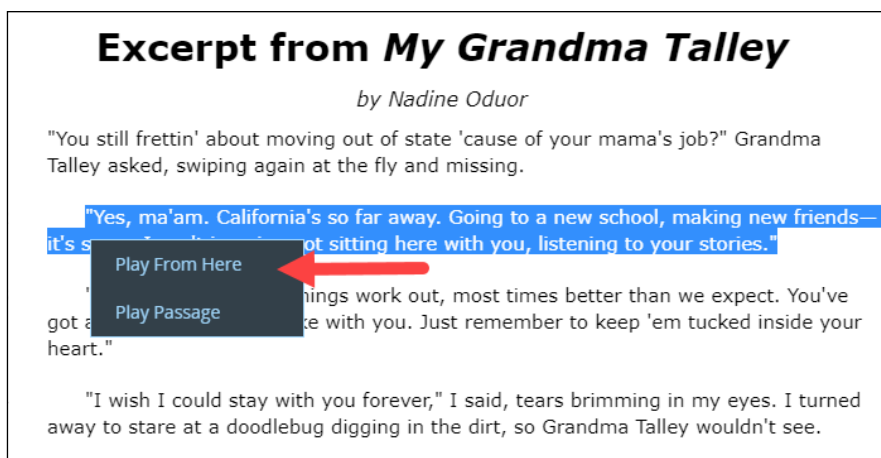 Excerpt from My Grandma Talley
by Nadine Oduor
"You still frettin' about moving out of state 'cause of your mama's job?" Grandma
Talley asked, swiping again at the fly and missing.
"Yes, ma'am. California's so far away. Going to a new school, making new friends—
it's sitting here with you, listening to your stories."
Play From Here
work out, most times better than we expect. You've
Play Passage
got with you. Just remember to keep 'em tucked inside your
heart."
"I wish I could stay with you forever," I said, tears brimming in my eyes. I turned
away to stare at a doodlebug digging in the dirt, so Grandma Talley wouldn't see.